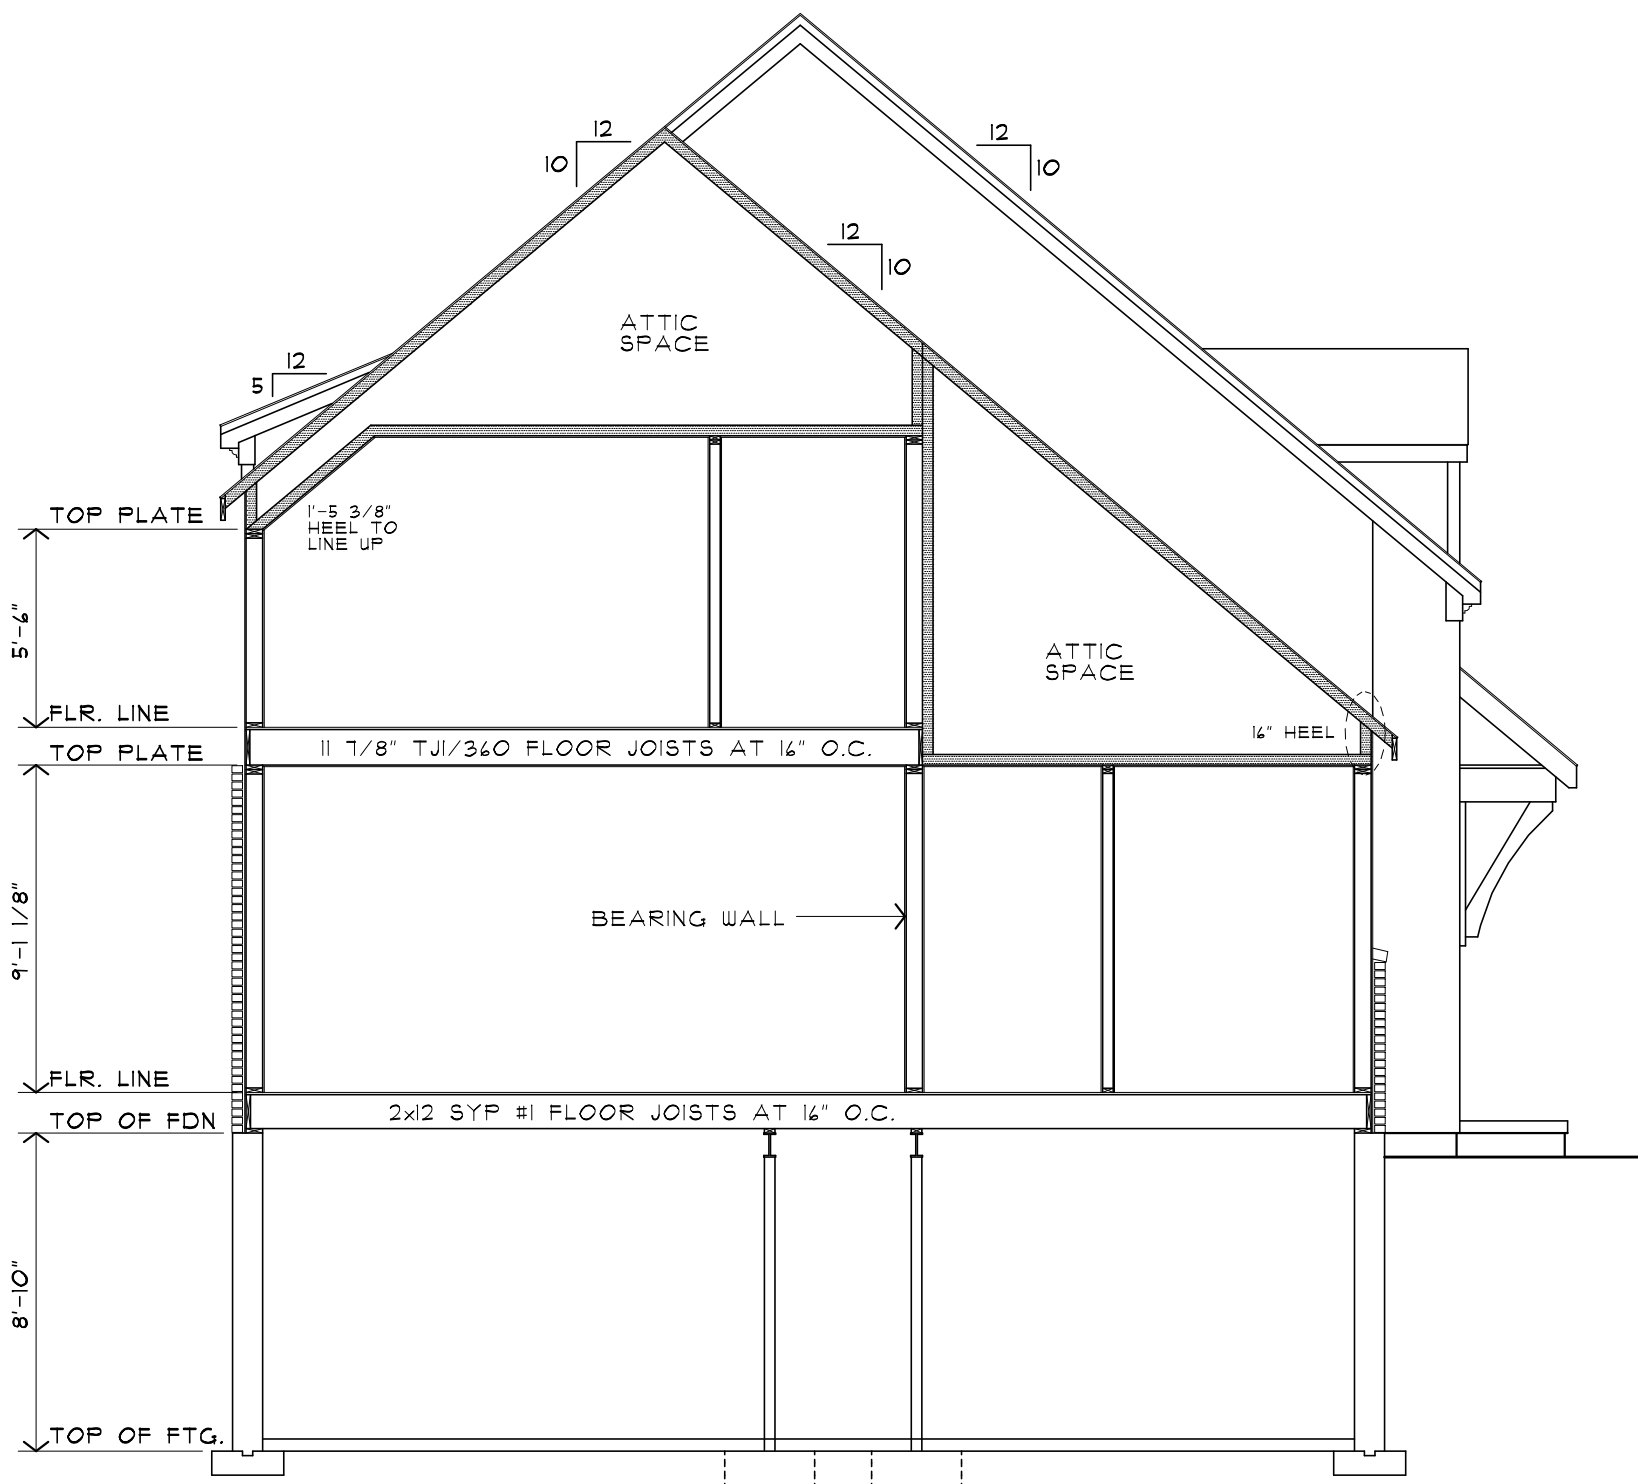 12
10
12
10
12
10
ATTIC
SPACE
12
5
TOP PLATE
1'-5 3/8"
HEEL TO
LINE UP
5'-6"
ATTIC
SPACE
FLR. LINE
16" HEEL
TOP PLATE
11 7/8" TJI/360 FLOOR JOISTS AT 16" O.C.
9'-1 1/8"
BEARING WALL
FLR. LINE
TOP OF FDN
2x12 SYP #1 FLOOR JOISTS AT 16" O.C.
8'-10"
TOP OF FTG.